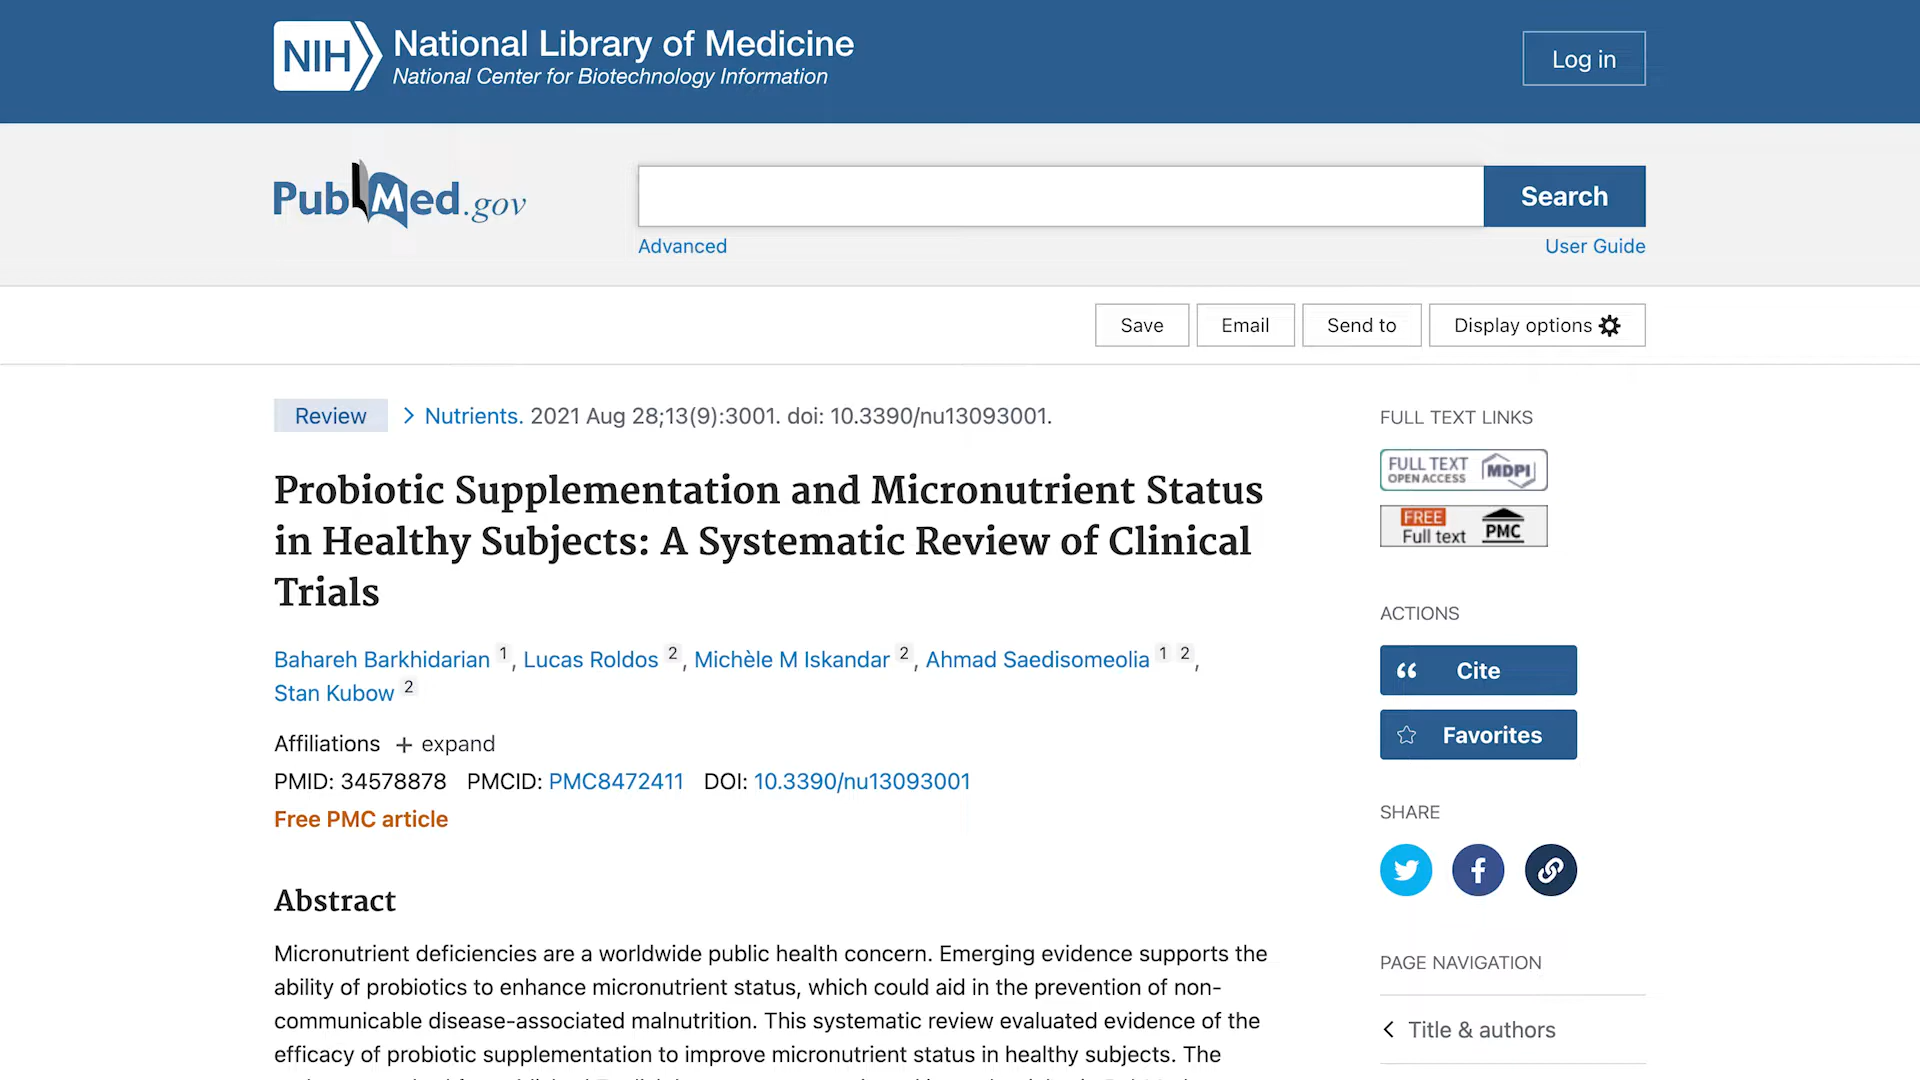 NIH National Library of Medicine
National Center for Biotechnology Information
Log in
PubMed.gov
Search
Advanced
User Guide
Save
Email
Send to
Display options
Review
Nutrients. 2021 Aug 28;13(9):3001. doi: 10.3390/nu13093001.
Probiotic Supplementation and Micronutrient Status
in Healthy Subjects: A Systematic Review of Clinical
Trials
Bahareh Barkhidarian 1, Lucas Roldos 2, Michèle M Iskandar 2, Ahmad Saedisomeolia 1 2,
Stan Kubow 2
Affiliations + expand
PMID: 34578878 PMCID: PMC8472411 DOI: 10.3390/nu13093001
Free PMC article
Abstract
Micronutrient deficiencies are a worldwide public health concern. Emerging evidence supports the
ability of probiotics to enhance micronutrient status, which could aid in the prevention of non-
communicable disease-associated malnutrition. This systematic review evaluated evidence of the
efficacy of probiotic supplementation to improve micronutrient status in healthy subjects. The
FULL TEXT LINKS
FULL TEXT
OPEN ACCESS
MDPI
FREE
Full text
PMC
ACTIONS
Cite
Favorites
SHARE
PAGE NAVIGATION
Title & authors